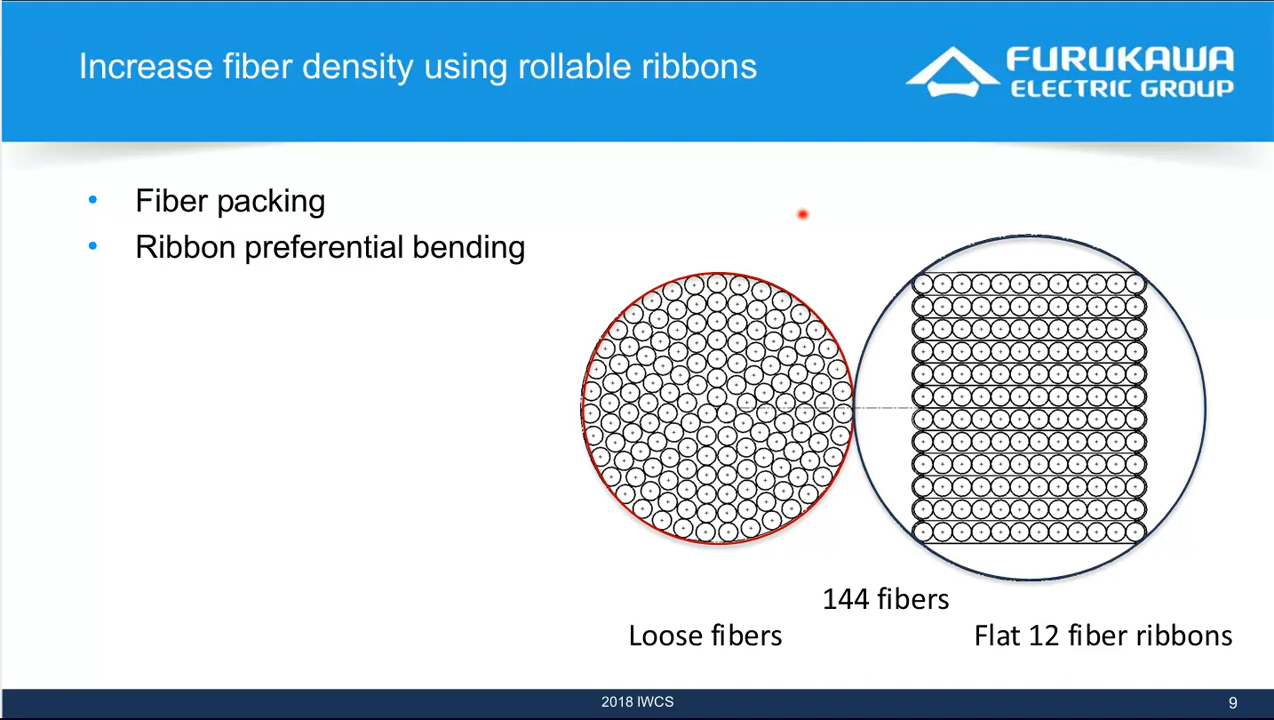 Increase fiber density using rollable ribbons
FURUKAWA
ELECTRIC GROUP
• Fiber packing
• Ribbon preferential bending
144 fibers
Loose fibers
Flat 12 fiber ribbons
2018 IWCS
9